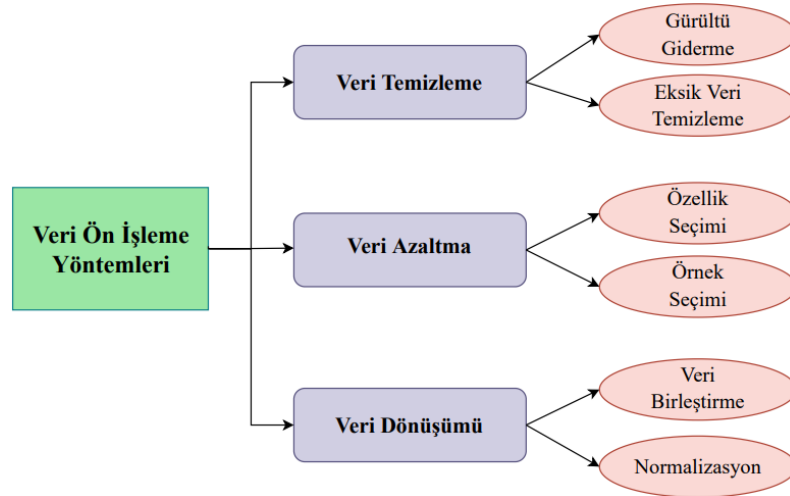 Veri Ön İşleme
Yöntemleri
Veri Temizleme
Gürültü
Giderme
Eksik Veri
Temizleme
Veri Azaltma
Özellik
Seçimi
Örnek
Seçimi
Veri Dönüşümü
Veri
Birleştirme
Normalizasyon